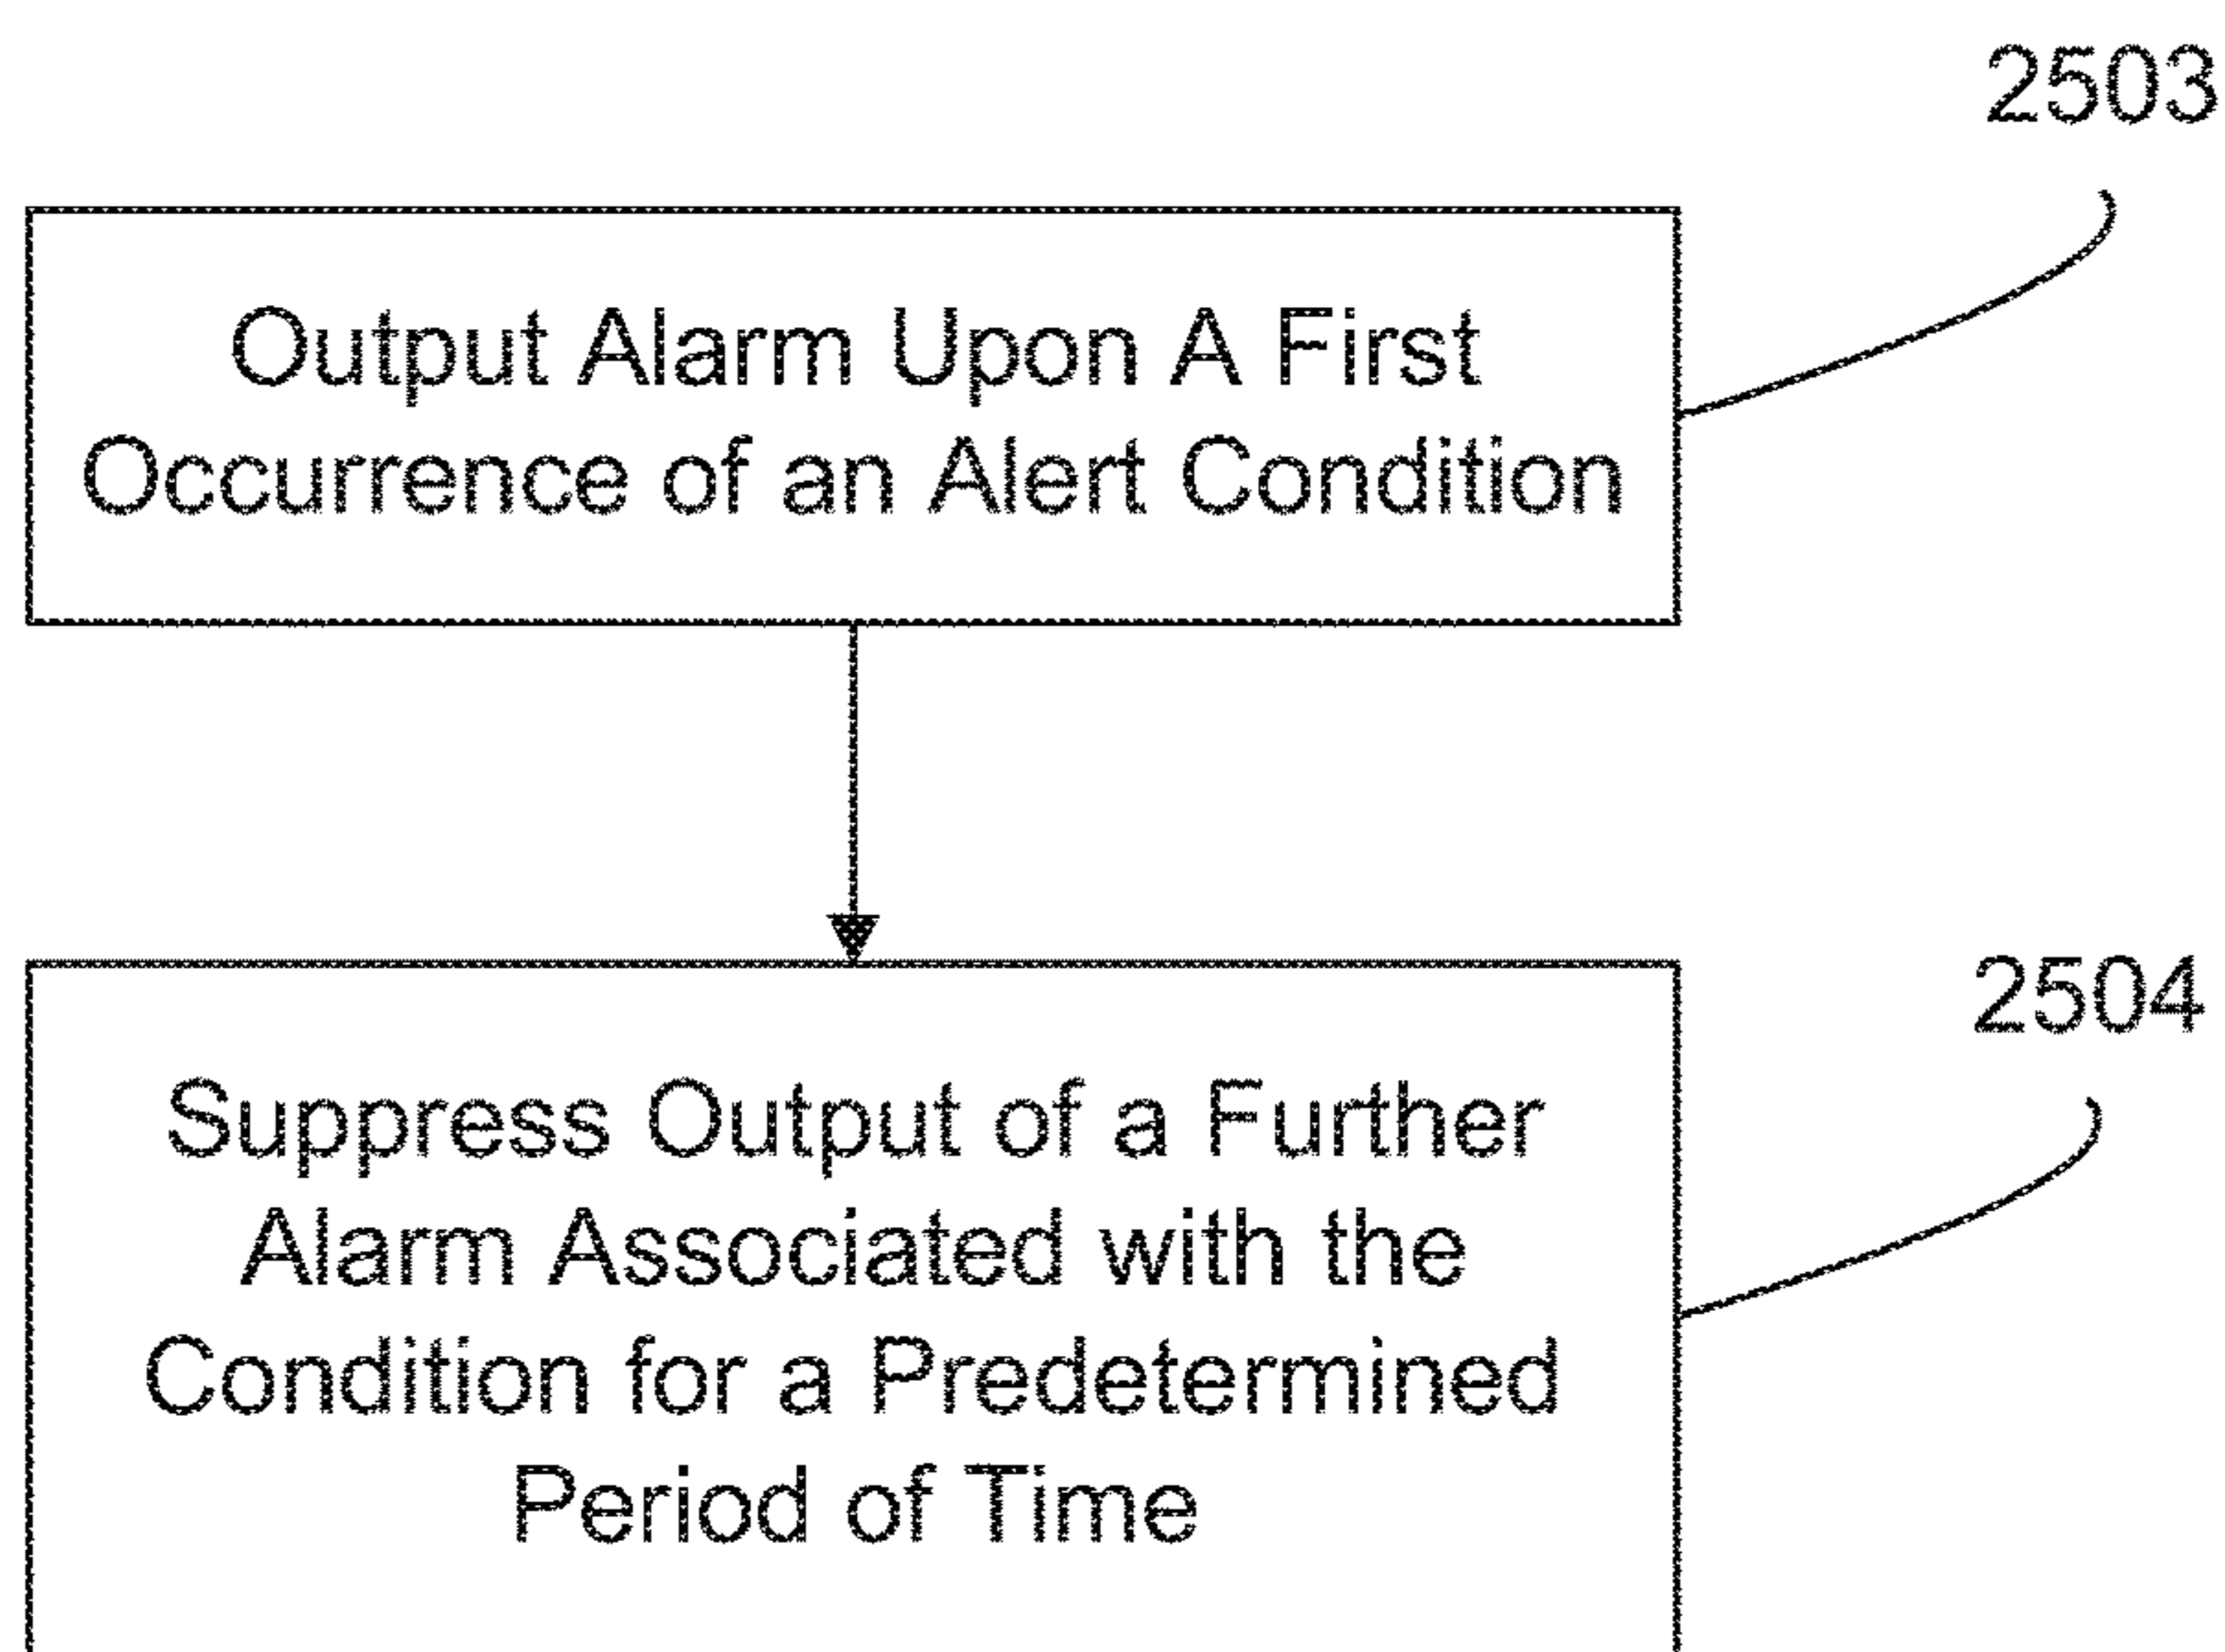 2503
Output Alarm Upon A First
Occurrence of an Alert Condition
2504
Suppress Output of a Further
Alarm Associated with the
Condition for a Predetermined
Period of Time